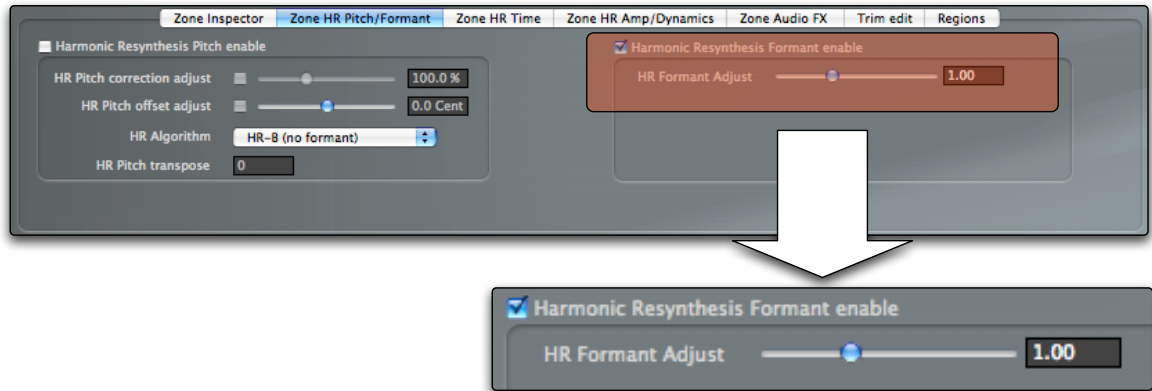 Zone Inspector Zone HR Pitch/Formant Zone HR Time Zone HR Amp/Dynamics Zone Audio FX Trim edit Regions
Harmonic Resynthesis Pitch enable
HR Pitch correction adjust 100.0 %
HR Pitch offset adjust 0.0 Cent
HR Algorithm HR-B (no formant)
HR Pitch transpose 0
Harmonic Resynthesis Formant enable
HR Formant Adjust 1.00
Harmonic Resynthesis Formant enable
HR Formant Adjust 1.00